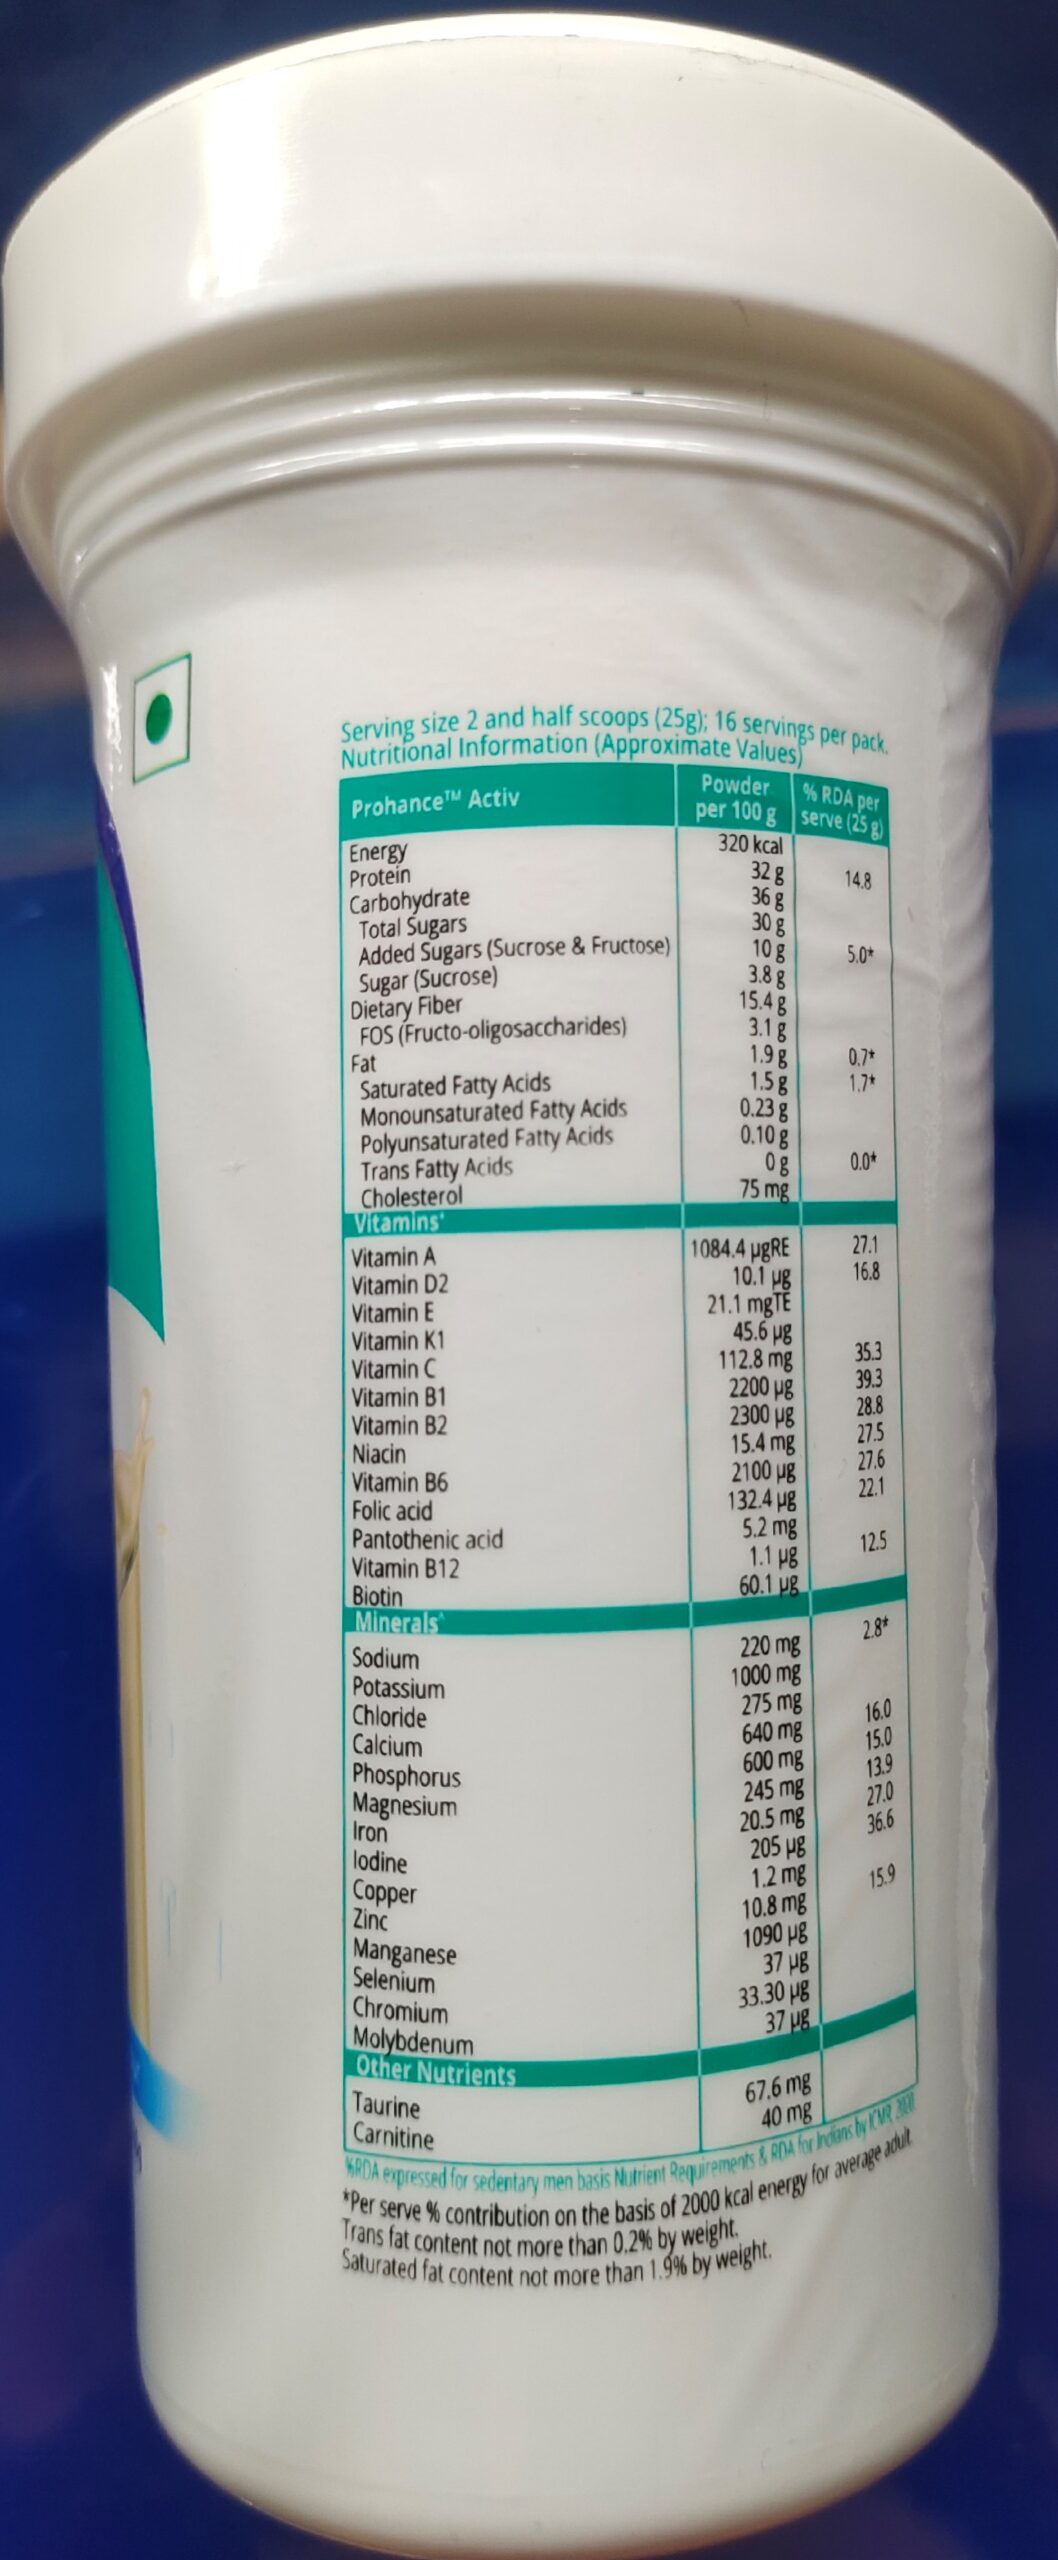 Serving size 2 and half scoops (25g); 16 servings per pack.
Nutritional Information (Approximate Values)
Prohance™ Activ Powder per 100 g % RDA per serve (25 g)
Energy 320 kcal
Protein 32 g 14.8
Carbohydrate 36 g
Total Sugars 30 g
Added Sugars (Sucrose & Fructose) 10 g 5.0*
Sugar (Sucrose) 3.8 g
Dietary Fiber 15.4 g
FOS (Fructo-oligosaccharides) 3.1 g
Fat 1.9 g 0.7*
Saturated Fatty Acids 1.5 g 1.7*
Monounsaturated Fatty Acids 0.23 g
Polyunsaturated Fatty Acids 0.10 g
Trans Fatty Acids 0 g 0.0*
Cholesterol 75 mg
Vitamins^
Vitamin A 1084.4 µgRE 27.1
Vitamin D2 10.1 µg 16.8
Vitamin E 21.1 mgTE
Vitamin K1 45.6 µg
Vitamin C 112.8 mg 35.3
Vitamin B1 2200 µg 39.3
Vitamin B2 2300 µg 28.8
Niacin 15.4 mg 27.5
Vitamin B6 2100 µg 27.6
Folic acid 132.4 µg 22.1
Pantothenic acid 5.2 mg
Vitamin B12 1.1 µg 12.5
Biotin 60.1 µg
Minerals^
Sodium 220 mg 2.8*
Potassium 1000 mg
Chloride 275 mg
Calcium 640 mg 16.0
Phosphorus 600 mg 15.0
Magnesium 245 mg 13.9
Iron 20.5 mg 27.0
Iodine 205 µg 36.6
Copper 1.2 mg
Zinc 10.8 mg 15.9
Manganese 1090 µg
Selenium 37 µg
Chromium 33.30 µg
Molybdenum 37 µg
Other Nutrients
Taurine 67.6 mg
Carnitine 40 mg
%RDA expressed for sedentary men basis Nutrient Requirements & RDA for Indians by ICMR, 2020.
*Per serve % contribution on the basis of 2000 kcal energy for average adult.
Trans fat content not more than 0.2% by weight.
Saturated fat content not more than 1.9% by weight.